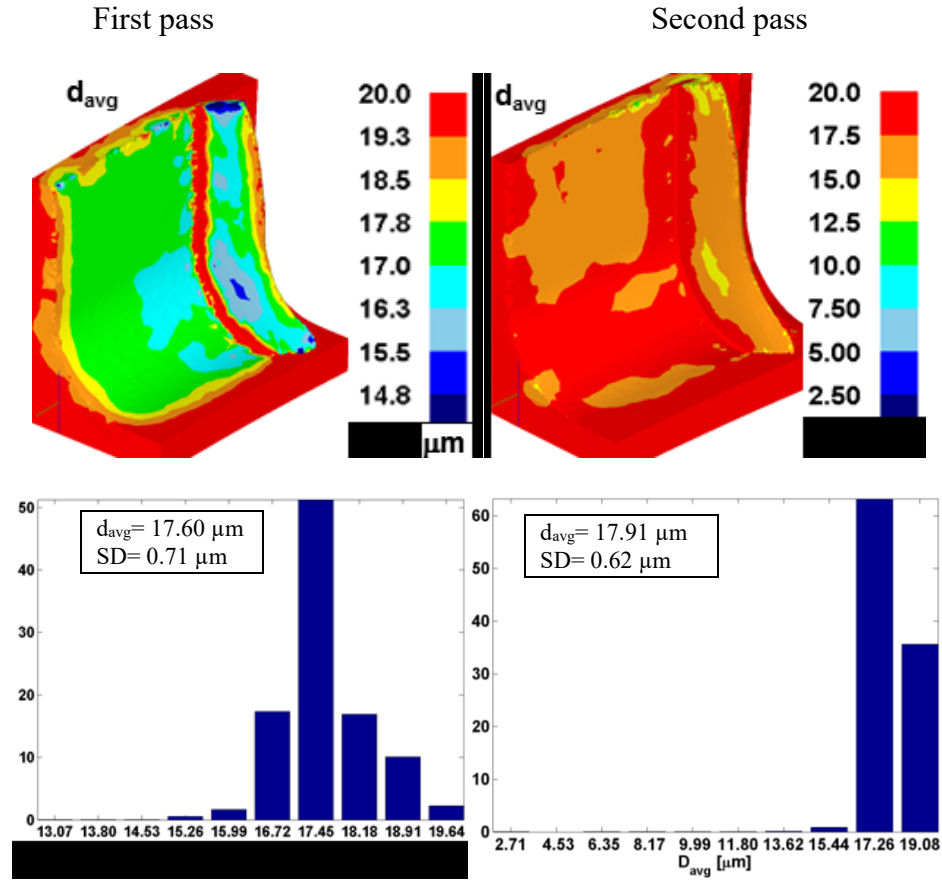 First pass
Second pass
davg
20.0
19.3
18.5
17.8
17.0
16.3
15.5
14.8
μm
davg
20.0
17.5
15.0
12.5
10.0
7.50
5.00
2.50
50
40
30
20
10
0
davg= 17.60 µm
SD= 0.71 µm
13.07 13.80 14.53 15.26 15.99 16.72 17.45 18.18 18.91 19.64
60
50
40
30
20
10
0
davg= 17.91 µm
SD= 0.62 µm
2.71 4.53 6.35 8.17 9.99 11.80 13.62 15.44 17.26 19.08
Davg [μm]